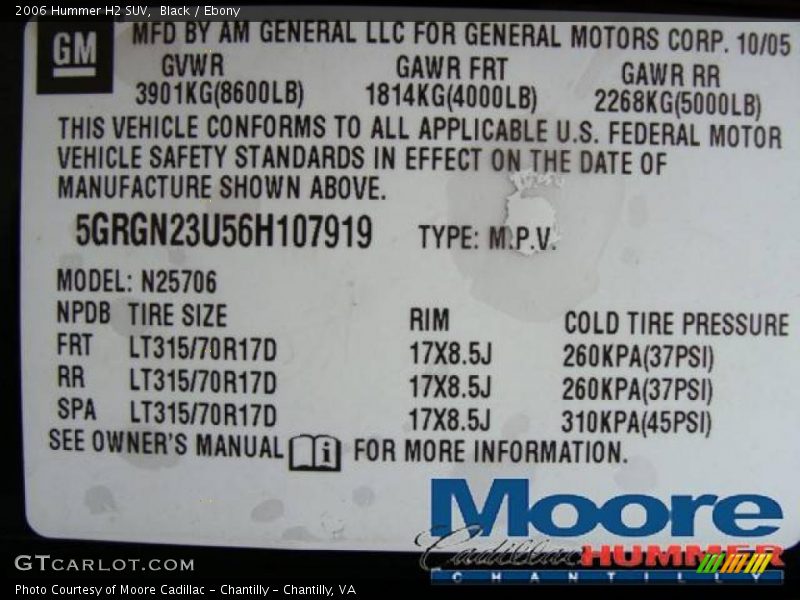 2006 Hummer H2 SUV,  Black / Ebony
GM
MFD BY AM GENERAL LLC FOR GENERAL MOTORS CORP. 10/05
GVWR GAWR FRT GAWR RR
3901KG(8600LB) 1814KG(4000LB) 2268KG(5000LB)
THIS VEHICLE CONFORMS TO ALL APPLICABLE U.S. FEDERAL MOTOR
VEHICLE SAFETY STANDARDS IN EFFECT ON THE DATE OF
MANUFACTURE SHOWN ABOVE.
5GRGN23U56H107919 TYPE: M.P.V.
MODEL: N25706
NPDB TIRE SIZE RIM COLD TIRE PRESSURE
FRT LT315/70R17D 17X8.5J 260KPA(37PSI)
RR LT315/70R17D 17X8.5J 260KPA(37PSI)
SPA LT315/70R17D 17X8.5J 310KPA(45PSI)
SEE OWNER'S MANUAL i FOR MORE INFORMATION.
Moore
Cadillac HUMMER
CHANTILLY
GTCARLOT.COM
Photo Courtesy of Moore Cadillac - Chantilly - Chantilly, VA